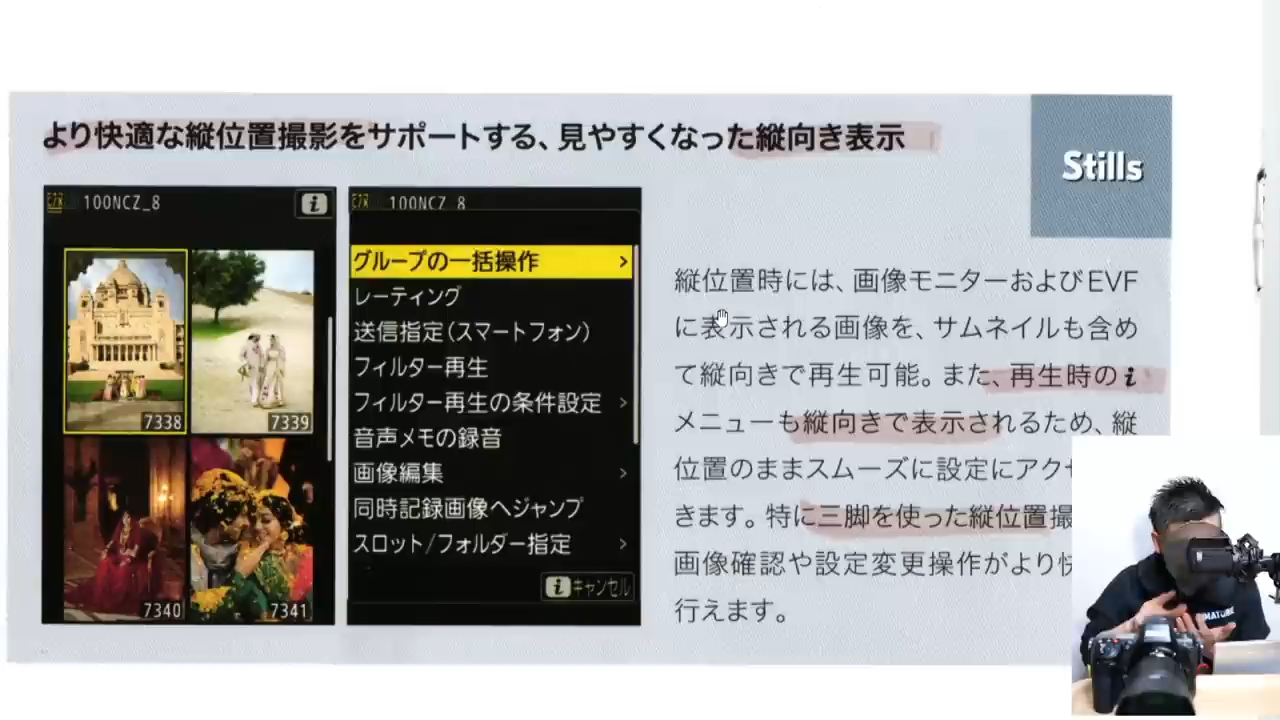 より快適な縦位置撮影をサポートする、見やすくなった縦向き表示
Stills
100NCZ_8
i
7338
7339
7340
7341
100NCZ_8
グループの一括操作
レーティング
送信指定(スマートフォン)
フィルター再生
フィルター再生の条件設定
音声メモの録音
画像編集
同時記録画像へジャンプ
スロット/フォルダー指定
i キャンセル
縦位置時には、画像モニターおよびEVF
に表示される画像を、サムネイルも含め
て縦向きで再生可能。また、再生時のi
メニューも縦向きで表示されるため、縦
位置のままスムーズに設定にアク
きます。特に三脚を使った縦位置撮
画像確認や設定変更操作がより
行えます。